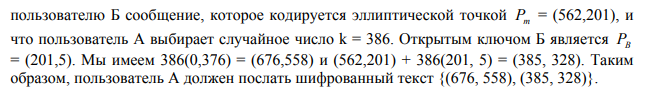 пользователю Б сообщение, которое кодируется эллиптической точкой Pm = (562,201), и
что пользователь А выбирает случайное число k = 386. Открытым ключом Б является PB
= (201,5). Мы имеем 386(0,376) = (676,558) и (562,201) + 386(201, 5) = (385, 328). Таким
образом, пользователь А должен послать шифрованный текст {(676, 558), (385, 328)}.